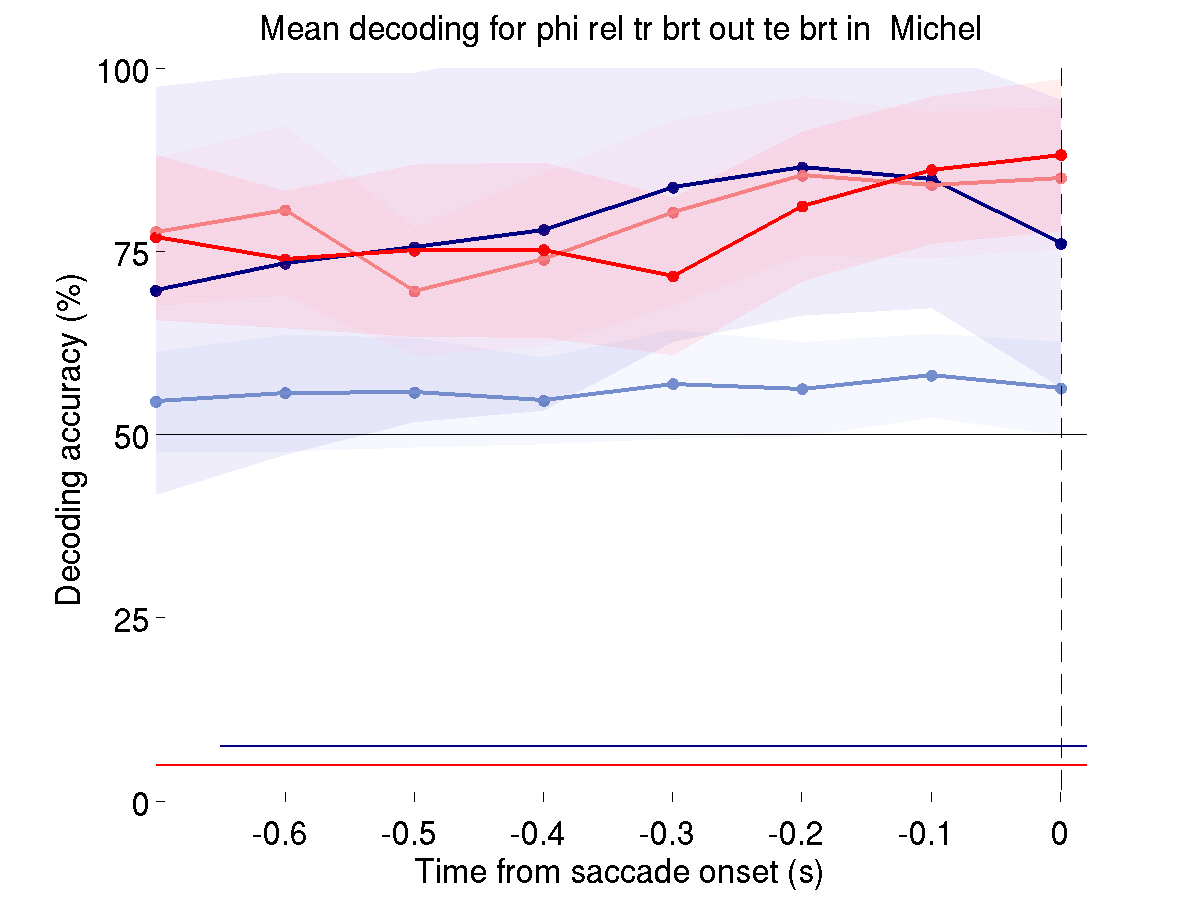 Mean decoding for phi rel tr brt out te brt in  Michel
100
75
50
25
0
Decoding accuracy (%)
-0.6 -0.5 -0.4 -0.3 -0.2 -0.1 0
Time from saccade onset (s)